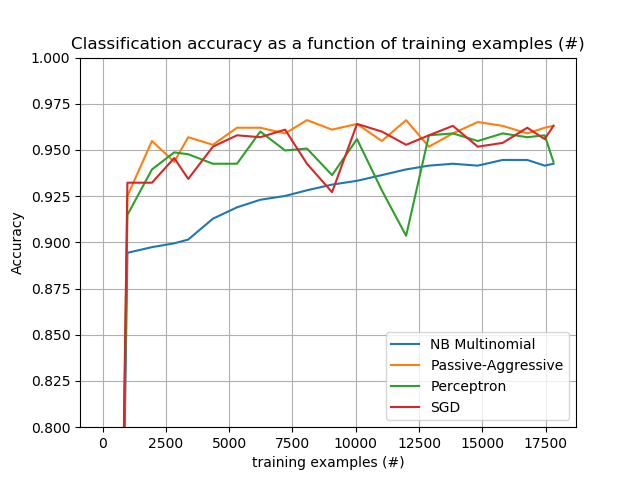 Classification accuracy as a function of training examples (#)
1.000
0.975
0.950
0.925
0.900
0.875
0.850
0.825
0.800
Accuracy
NB Multinomial
Passive-Aggressive
Perceptron
SGD
0 2500 5000 7500 10000 12500 15000 17500
training examples (#)